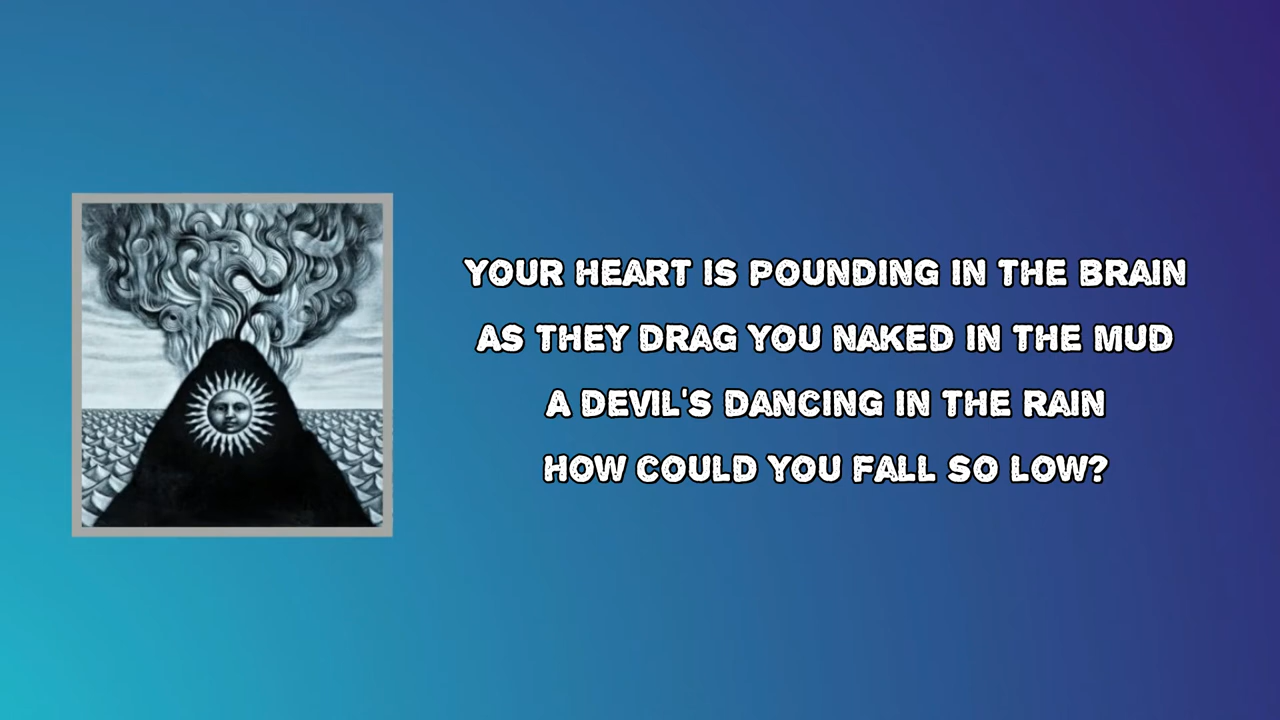 YOUR HEART IS POUNDING IN THE BRAIN
AS THEY DRAG YOU NAKED IN THE MUD
A DEVIL'S DANCING IN THE RAIN
HOW COULD YOU FALL SO LOW?